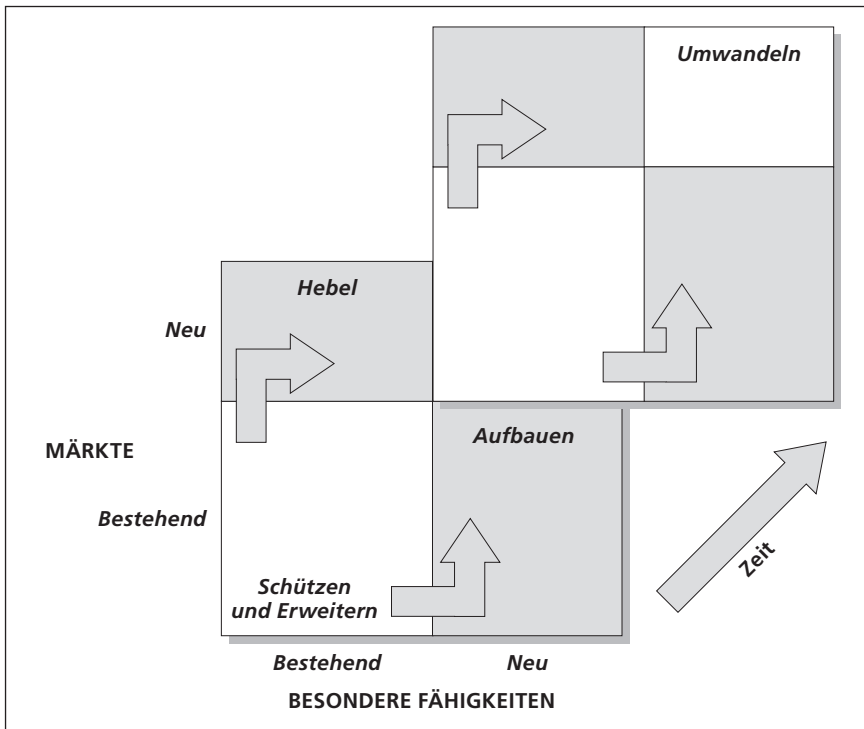 Umwandeln
Hebel
Neu
Aufbauen
MÄRKTE
Bestehend
Zeit
Schützen
und Erweitern
Bestehend
Neu
BESONDERE FÄHIGKEITEN